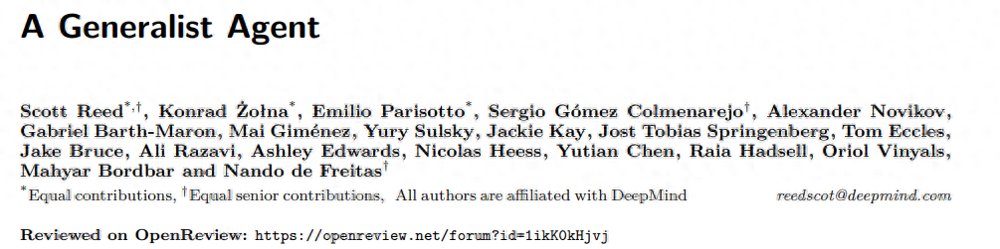 A Generalist Agent
Scott Reed*,†, Konrad Żołna*, Emilio Parisotto*, Sergio Gómez Colmenarejo†, Alexander Novikov,
Gabriel Barth-Maron, Mai Giménez, Yury Sulsky, Jackie Kay, Jost Tobias Springenberg, Tom Eccles,
Jake Bruce, Ali Razavi, Ashley Edwards, Nicolas Heess, Yutian Chen, Raia Hadsell, Oriol Vinyals,
Mahyar Bordbar and Nando de Freitas†
*Equal contributions, †Equal senior contributions, All authors are affiliated with DeepMind reedscot@deepmind.com
Reviewed on OpenReview: https://openreview.net/forum?id=1ikK0kHjvj